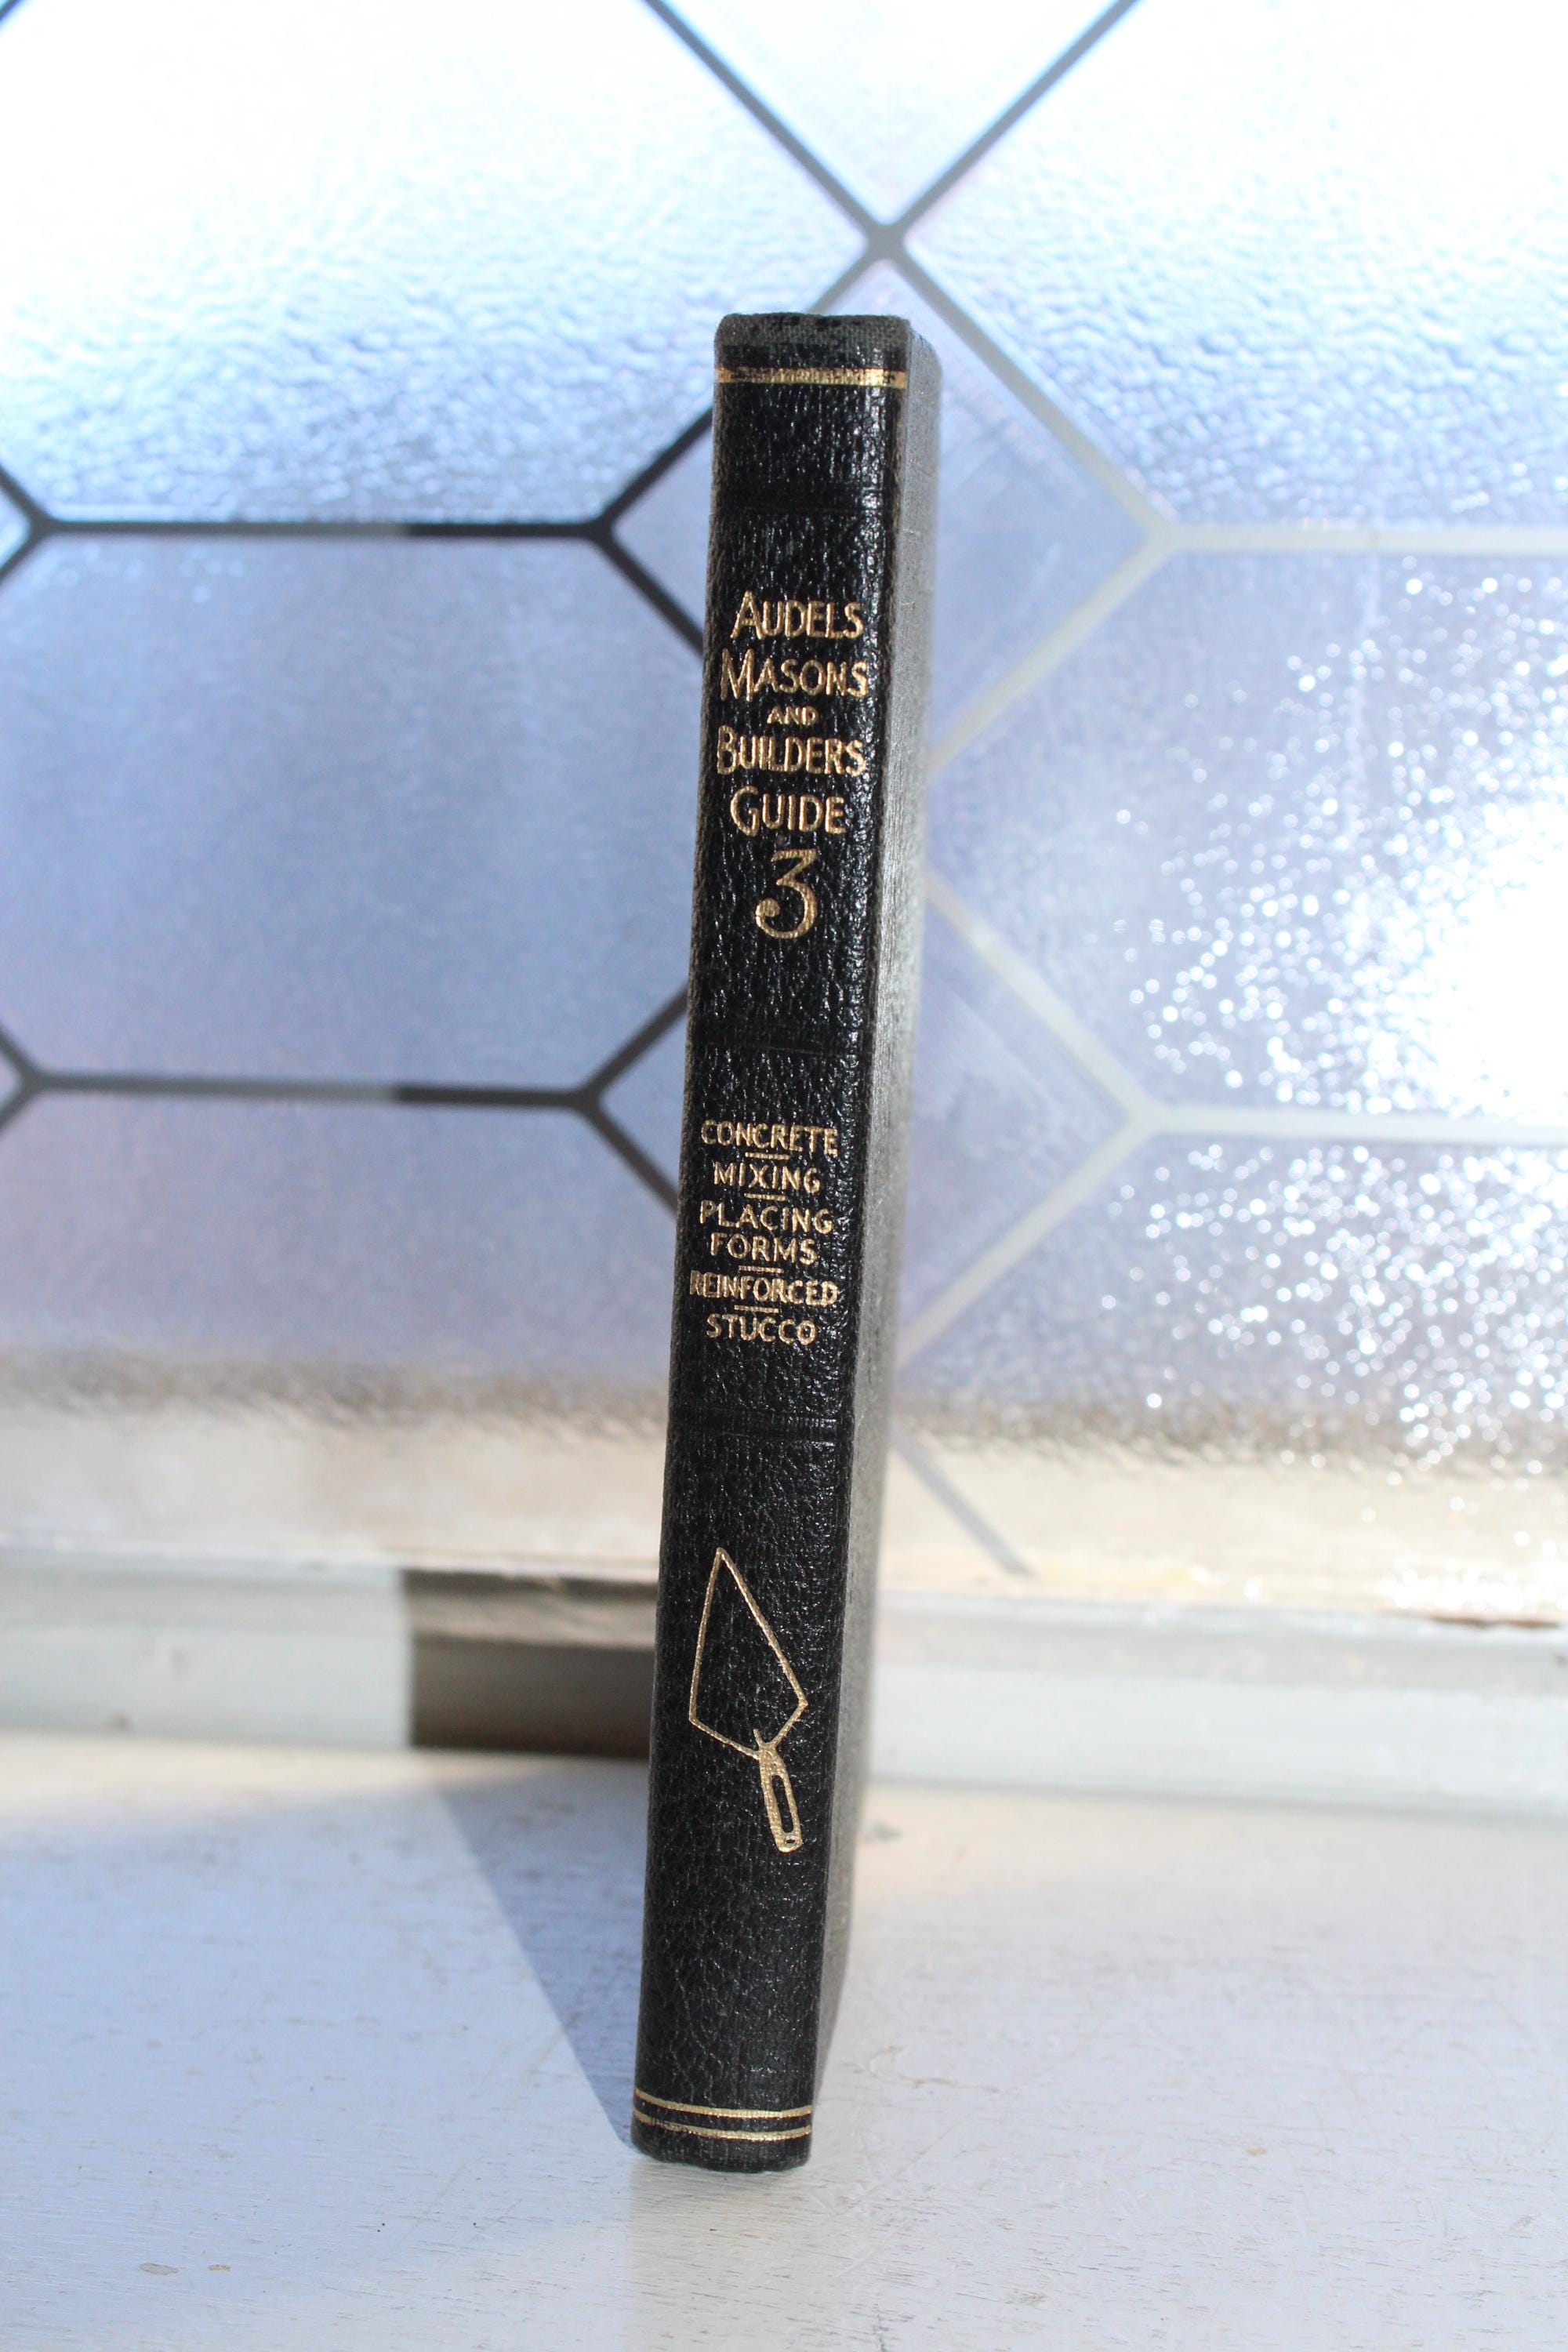 AUDELS
MASONS
AND
BUILDERS
GUIDE
3
CONCRETE
MIXING
PLACING
FORMS
REINFORCED
STUCCO